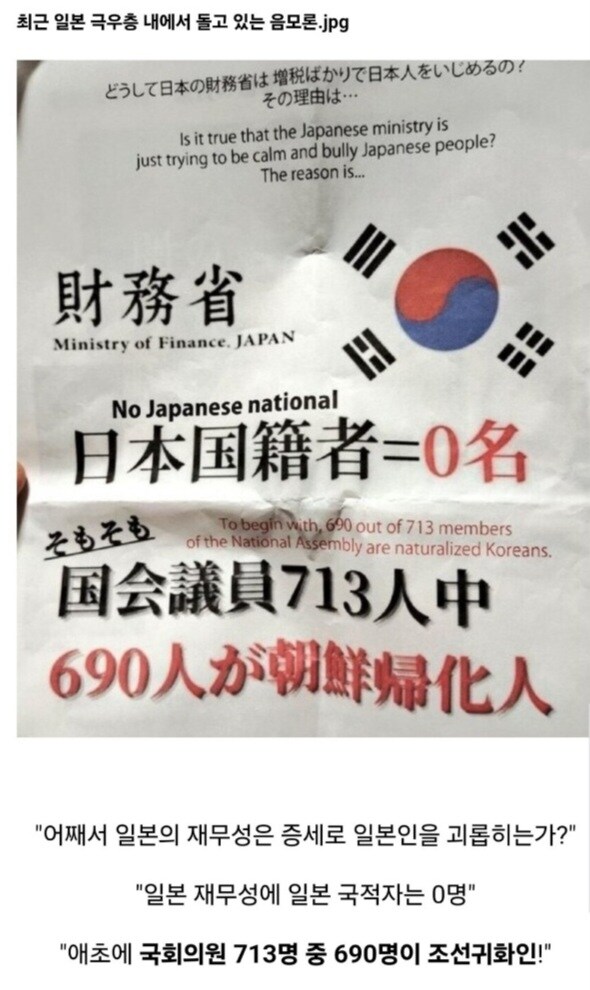 최근 일본 극우층 내에서 돌고 있는 음모론.jpg
どうして日本の財務省は 増税ばかりで日本人をいじめるの？
その理由は…
Is it true that the Japanese ministry is
just trying to be calm and bully Japanese people?
The reason is...
財務省
Ministry of Finance, JAPAN
No Japanese national
日本国籍者=0名
そもそも
To begin with, 690 out of 713 members
of the National Assembly are naturalized Koreans.
国会議員713人中
690人が朝鮮帰化人
"어째서 일본의 재무성은 증세로 일본인을 괴롭히는가?"
"일본 재무성에 일본 국적자는 0명"
"애초에 국회의원 713명 중 690명이 조선귀화인!"